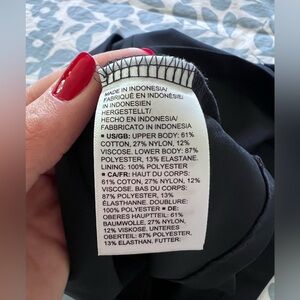 MADE IN INDONESIA/
FABRIQUÉ EN INDONÉSIE/
IN INDONESIEN
HERGESTELLT/
HECHO EN INDONESIA/
FABBRICATO IN INDONESIA
■ US/GB: UPPER BODY: 61%
COTTON, 27% NYLON, 12%
VISCOSE. LOWER BODY: 87%
POLYESTER, 13% ELASTANE.
LINING: 100% POLYESTER
■ CA/FR: HAUT DU CORPS: 61%
COTON, 27% NYLON, 12%
VISCOSE. BAS DU CORPS:
87% POLYESTER, 13%
ÉLASTHANNE. DOUBLURE:
100% POLYESTER ■ DE:
OBERES HAUPTTEIL: 61%
BAUMWOLLE, 27% NYLON,
12% VISKOSE. UNTERES
OBERTEIL: 87% POLYESTER,
13% ELASTHAN. FUTTER: